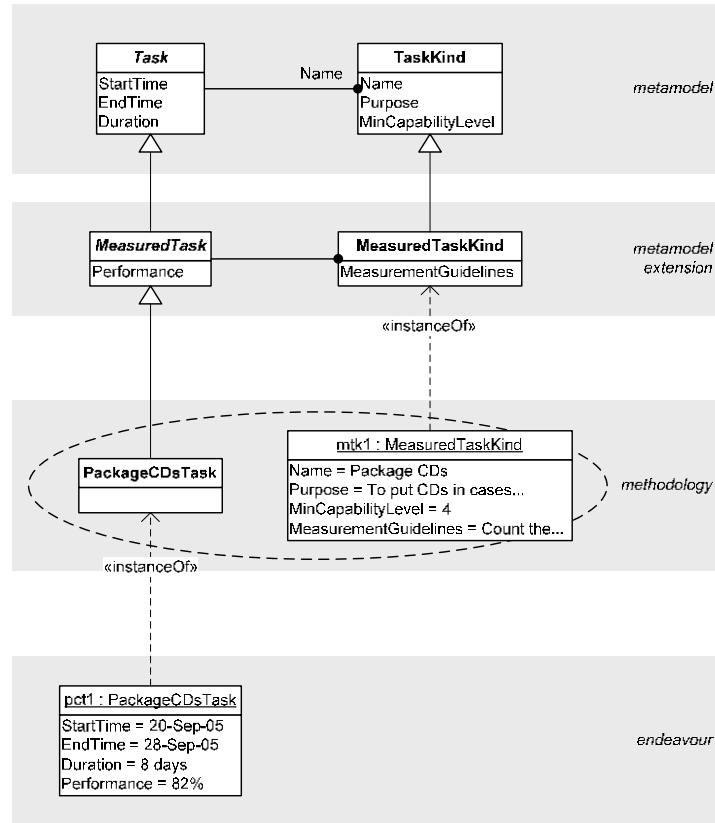 Task
StartTime
EndTime
Duration
Name
TaskKind
Name
Purpose
MinCapabilityLevel
metamodel
MeasuredTask
Performance
MeasuredTaskKind
MeasurementGuidelines
metamodel
extension
«instanceOf»
PackageCDsTask
mtk1 : MeasuredTaskKind
Name = Package CDs
Purpose = To put CDs in cases...
MinCapabilityLevel = 4
MeasurementGuidelines = Count the...
methodology
«instanceOf»
pct1 : PackageCDsTask
StartTime = 20-Sep-05
EndTime = 28-Sep-05
Duration = 8 days
Performance = 82%
endeavour